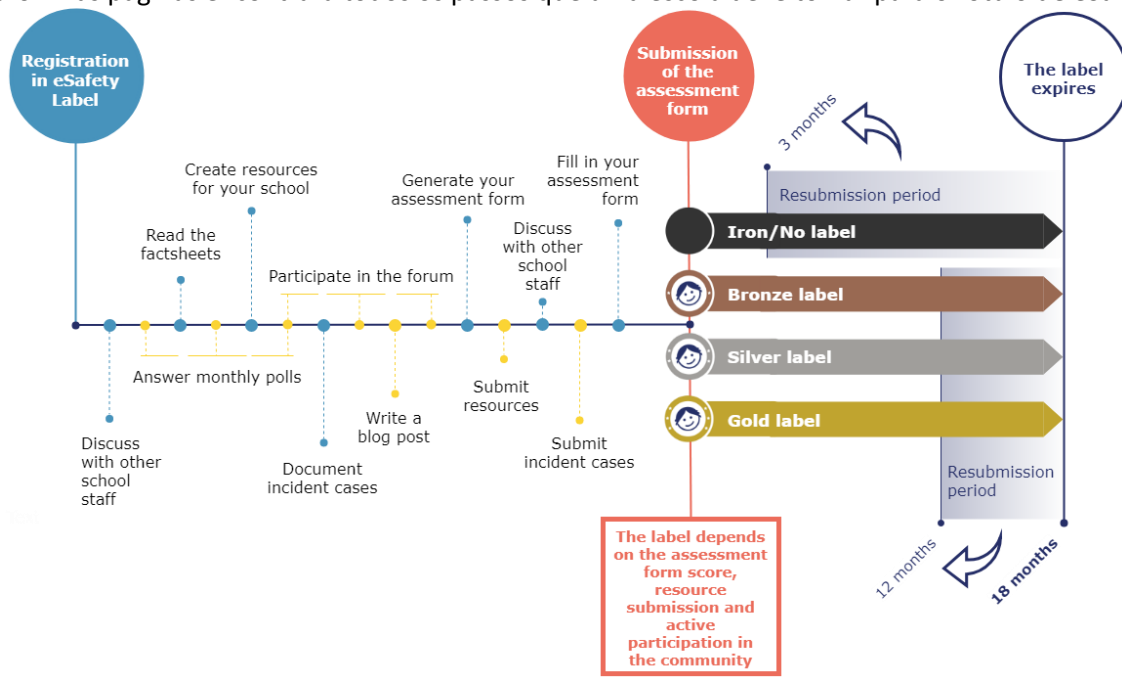 Registration
in eSafety
Label
Submission
of the
assessment
form
The label
expires
3 months
Create resources
for your school
Generate your
assessment form
Fill in your
assessment
form
Resubmission period
Read the
factsheets
Discuss
with other
school
staff
Iron/No label
Participate in the forum
Bronze label
Answer monthly polls
Silver label
Submit
resources
Write a
blog post
Gold label
Discuss
with other
school
staff
Document
incident cases
Submit
incident cases
Resubmission
period
The label depends
on the assessment
form score,
resource
submission and
active
participation in
the community
12 months
18 months